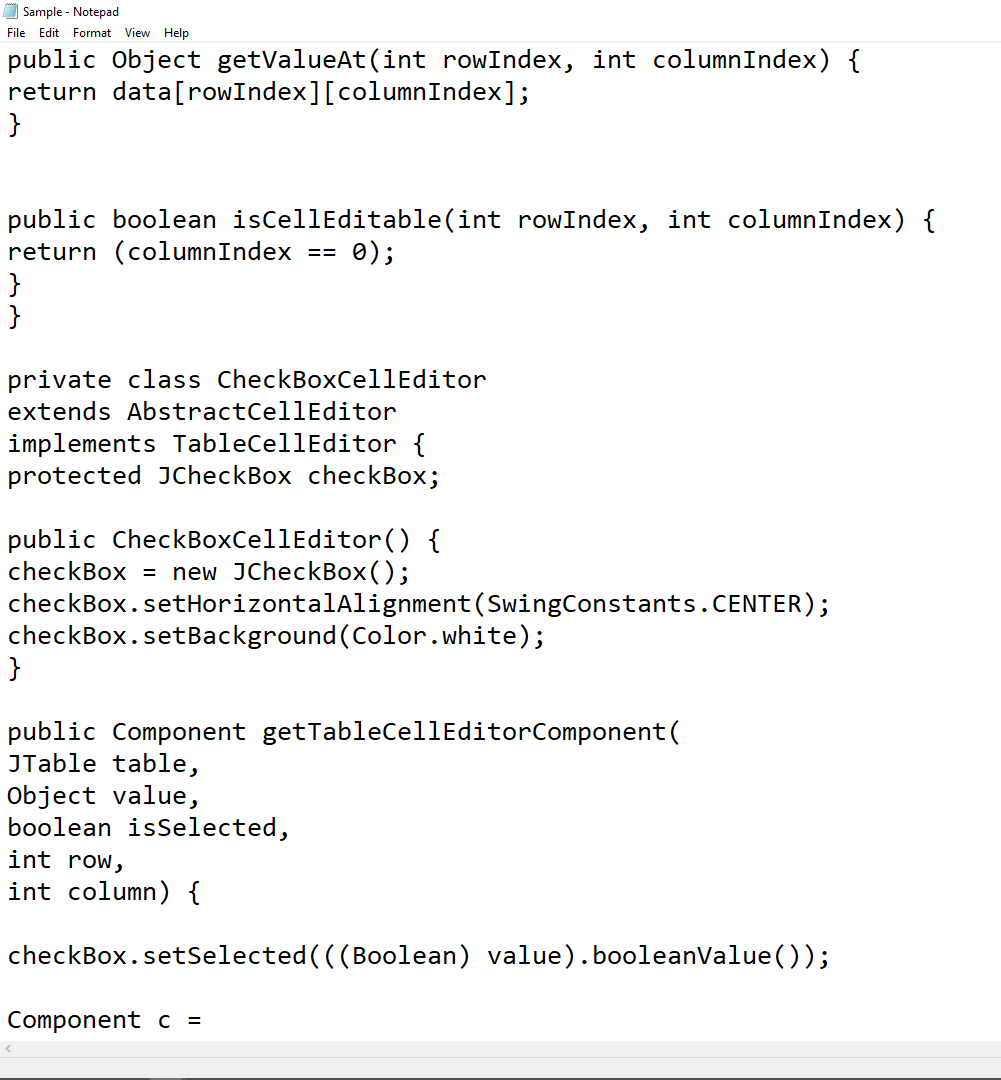 Sample - Notepad
File Edit Format View Help
public Object getValueAt(int rowIndex, int columnIndex) {
return data[rowIndex][columnIndex];
}
public boolean isCellEditable(int rowIndex, int columnIndex) {
return (columnIndex == 0);
}
}
private class CheckBoxCellEditor
extends AbstractCellEditor
implements TableCellEditor {
protected JCheckBox checkBox;
public CheckBoxCellEditor() {
checkBox = new JCheckBox();
checkBox.setHorizontalAlignment(SwingConstants.CENTER);
checkBox.setBackground(Color.white);
}
public Component getTableCellEditorComponent(
JTable table,
Object value,
boolean isSelected,
int row,
int column) {
checkBox.setSelected(((Boolean) value).booleanValue());
Component c =